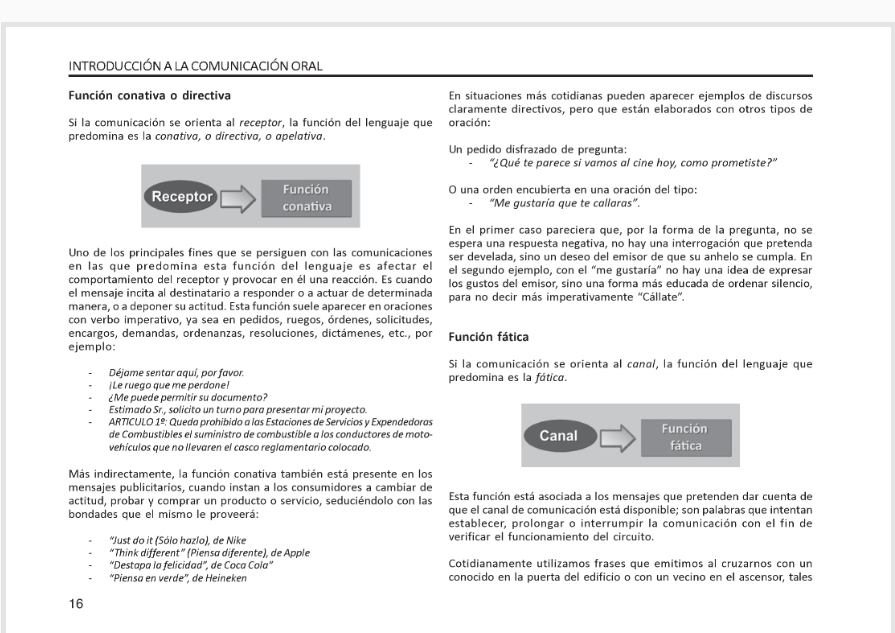 INTRODUCCIÓN A LA COMUNICACIÓN ORAL
Función conativa o directiva
Si la comunicación se orienta al receptor, la función del lenguaje que
predomina es la conativa, o directiva, o apelativa.
Receptor
Función
conativa
Uno de los principales fines que se persiguen con las comunicaciones
en las que predomina esta función del lenguaje es afectar el
comportamiento del receptor y provocar en él una reacción. Es cuando
el mensaje incita al destinatario a responder o a actuar de determinada
manera, o a deponer su actitud. Esta función suele aparecer en oraciones
con verbo imperativo, ya sea en pedidos, ruegos, órdenes, solicitudes,
encargos, demandas, ordenanzas, resoluciones, dictámenes, etc., por
ejemplo:
- Déjame sentar aquí, por favor.
- ¡Le ruego que me perdone!
- ¿Me puede permitir su documento?
- Estimado Sr., solicito un turno para presentar mi proyecto.
- ARTICULO 1º: Queda prohibido a las Estaciones de Servicios y Expendedoras
de Combustibles el suministro de combustible a los conductores de moto-
vehículos que no llevaren el casco reglamentario colocado.
Más indirectamente, la función conativa también está presente en los
mensajes publicitarios, cuando instan a los consumidores a cambiar de
actitud, probar y comprar un producto o servicio, seduciéndolo con las
bondades que el mismo le proveerá:
- "Just do it (Sólo hazlo), de Nike
- "Think different" (Piensa diferente), de Apple
- "Destapa la felicidad", de Coca Cola"
- "Piensa en verde", de Heineken
16
En situaciones más cotidianas pueden aparecer ejemplos de discursos
claramente directivos, pero que están elaborados con otros tipos de
oración:
Un pedido disfrazado de pregunta:
- "¿Qué te parece si vamos al cine hoy, como prometiste?"
O una orden encubierta en una oración del tipo:
- "Me gustaría que te callaras".
En el primer caso pareciera que, por la forma de la pregunta, no se
espera una respuesta negativa, no hay una interrogación que pretenda
ser develada, sino un deseo del emisor de que su anhelo se cumpla. En
el segundo ejemplo, con el "me gustaría" no hay una idea de expresar
los gustos del emisor, sino una forma más educada de ordenar silencio,
para no decir más imperativamente "Cállate".
Función fática
Si la comunicación se orienta al canal, la función del lenguaje que
predomina es la fática.
Canal
Función
fática
Esta función está asociada a los mensajes que pretenden dar cuenta de
que el canal de comunicación está disponible; son palabras que intentan
establecer, prolongar o interrumpir la comunicación con el fin de
verificar el funcionamiento del circuito.
Cotidianamente utilizamos frases que emitimos al cruzarnos con un
conocido en la puerta del edificio o con un vecino en el ascensor, tales